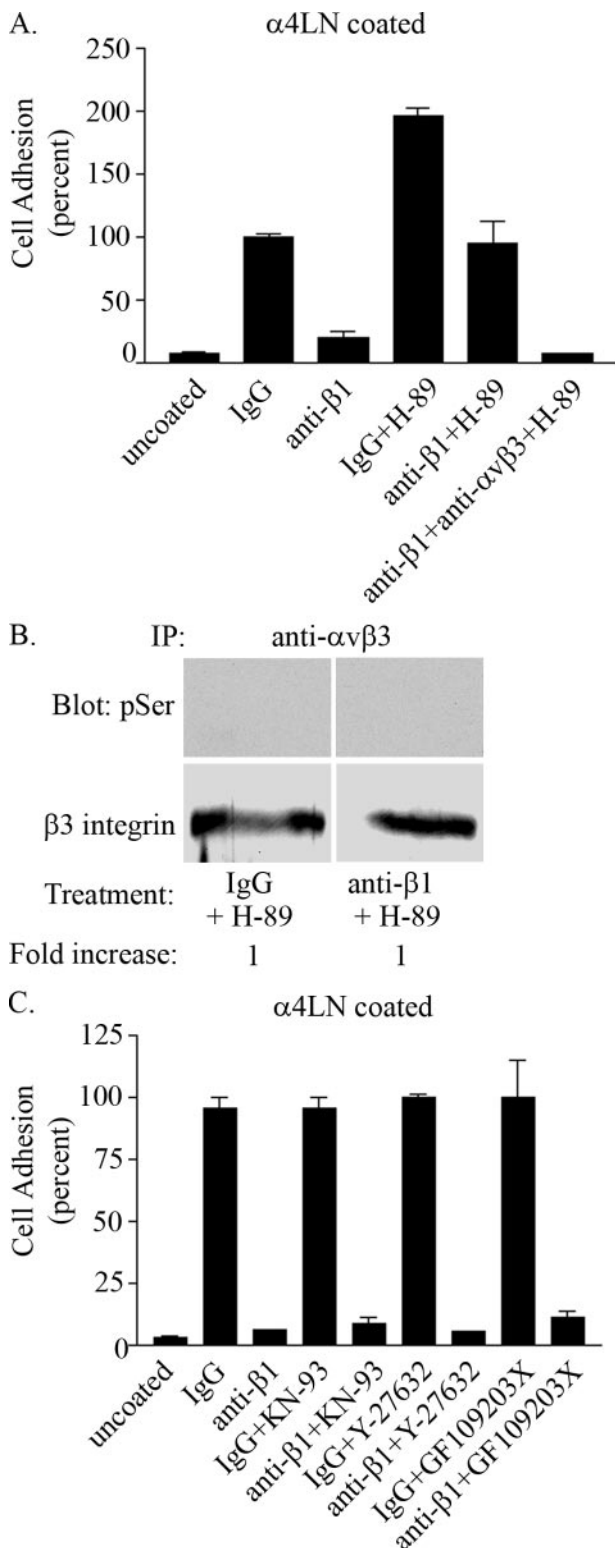 A.
α4LN coated
Cell Adhesion
(percent)
250
200
150
100
50
0
uncoated
IgG
anti-β1
IgG+H-89
anti-β1+H-89
anti-β1+anti-αvβ3+H-89
B.
IP: anti-αvβ3
Blot: pSer
β3 integrin
Treatment: IgG + H-89 anti-β1 + H-89
Fold increase: 1 1
C.
α4LN coated
Cell Adhesion
(percent)
125
100
75
50
25
0
uncoated
IgG
anti-β1
IgG+KN-93
anti-β1+KN-93
IgG+Y-27632
anti-β1+Y-27632
IgG+GF109203X
anti-β1+GF109203X